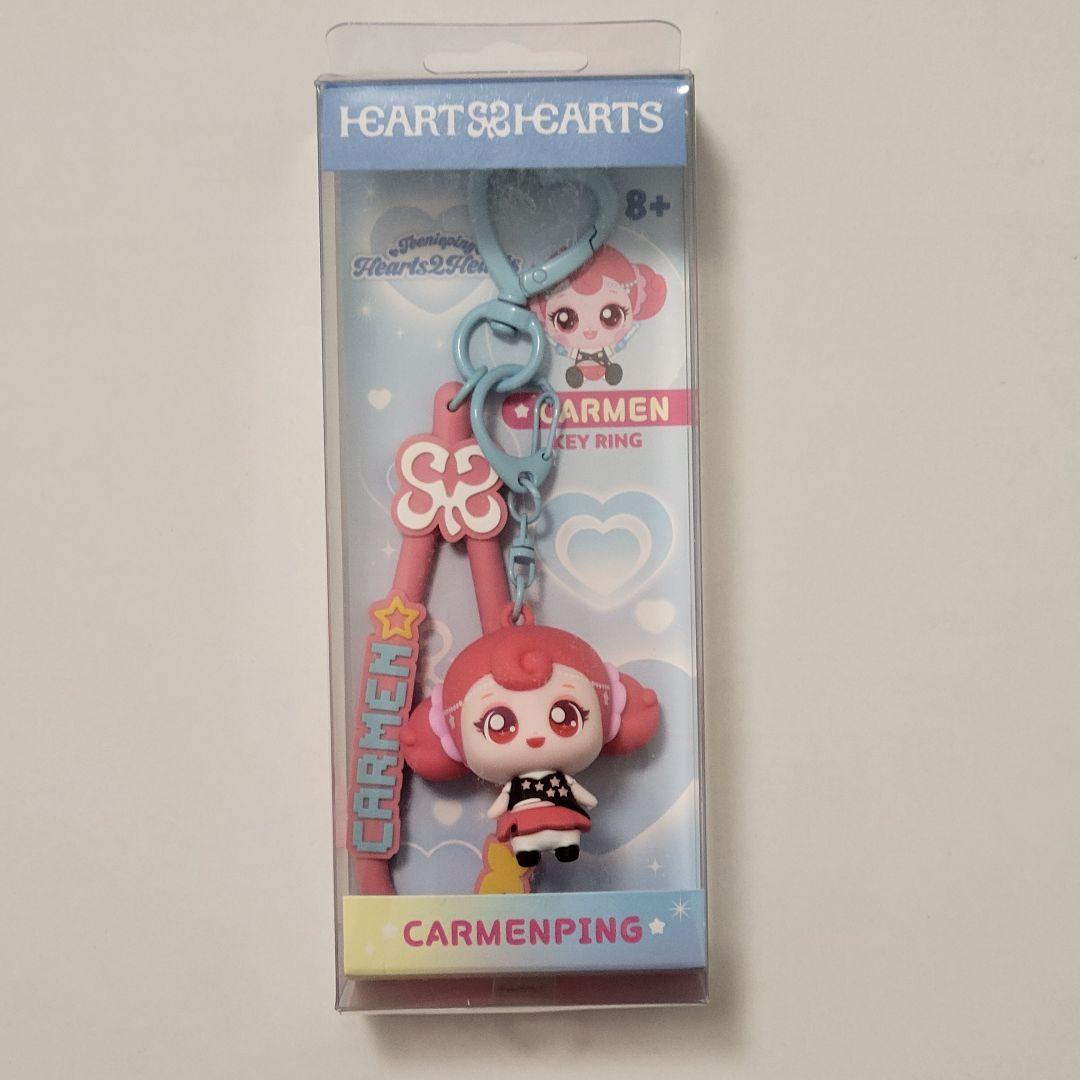 HEARTS2HEARTS
8+
Teenieping
Hearts2Hearts
CARMEN
KEY RING
CARMEN
CARMENPING